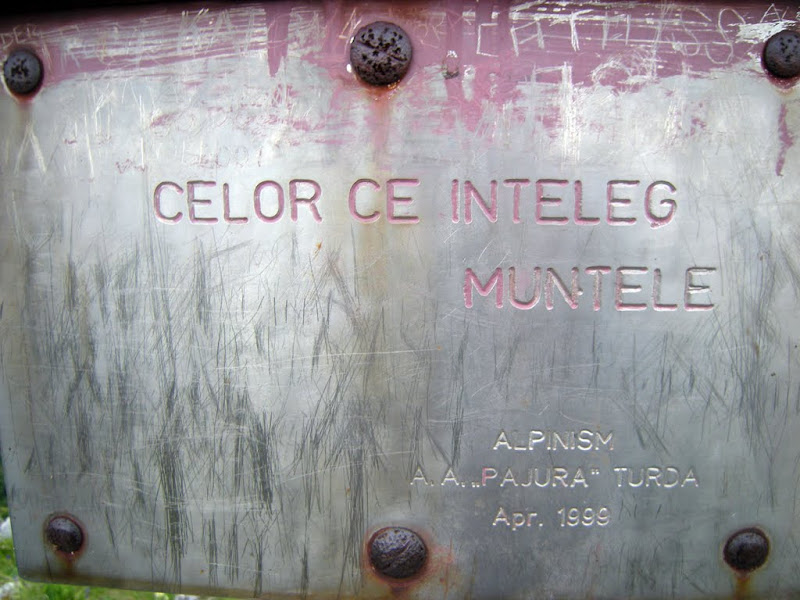 CELOR CE INTELEG
MUNTELE
ALPINISM
A. A. „PAJURA" TURDA
Apr. 1999